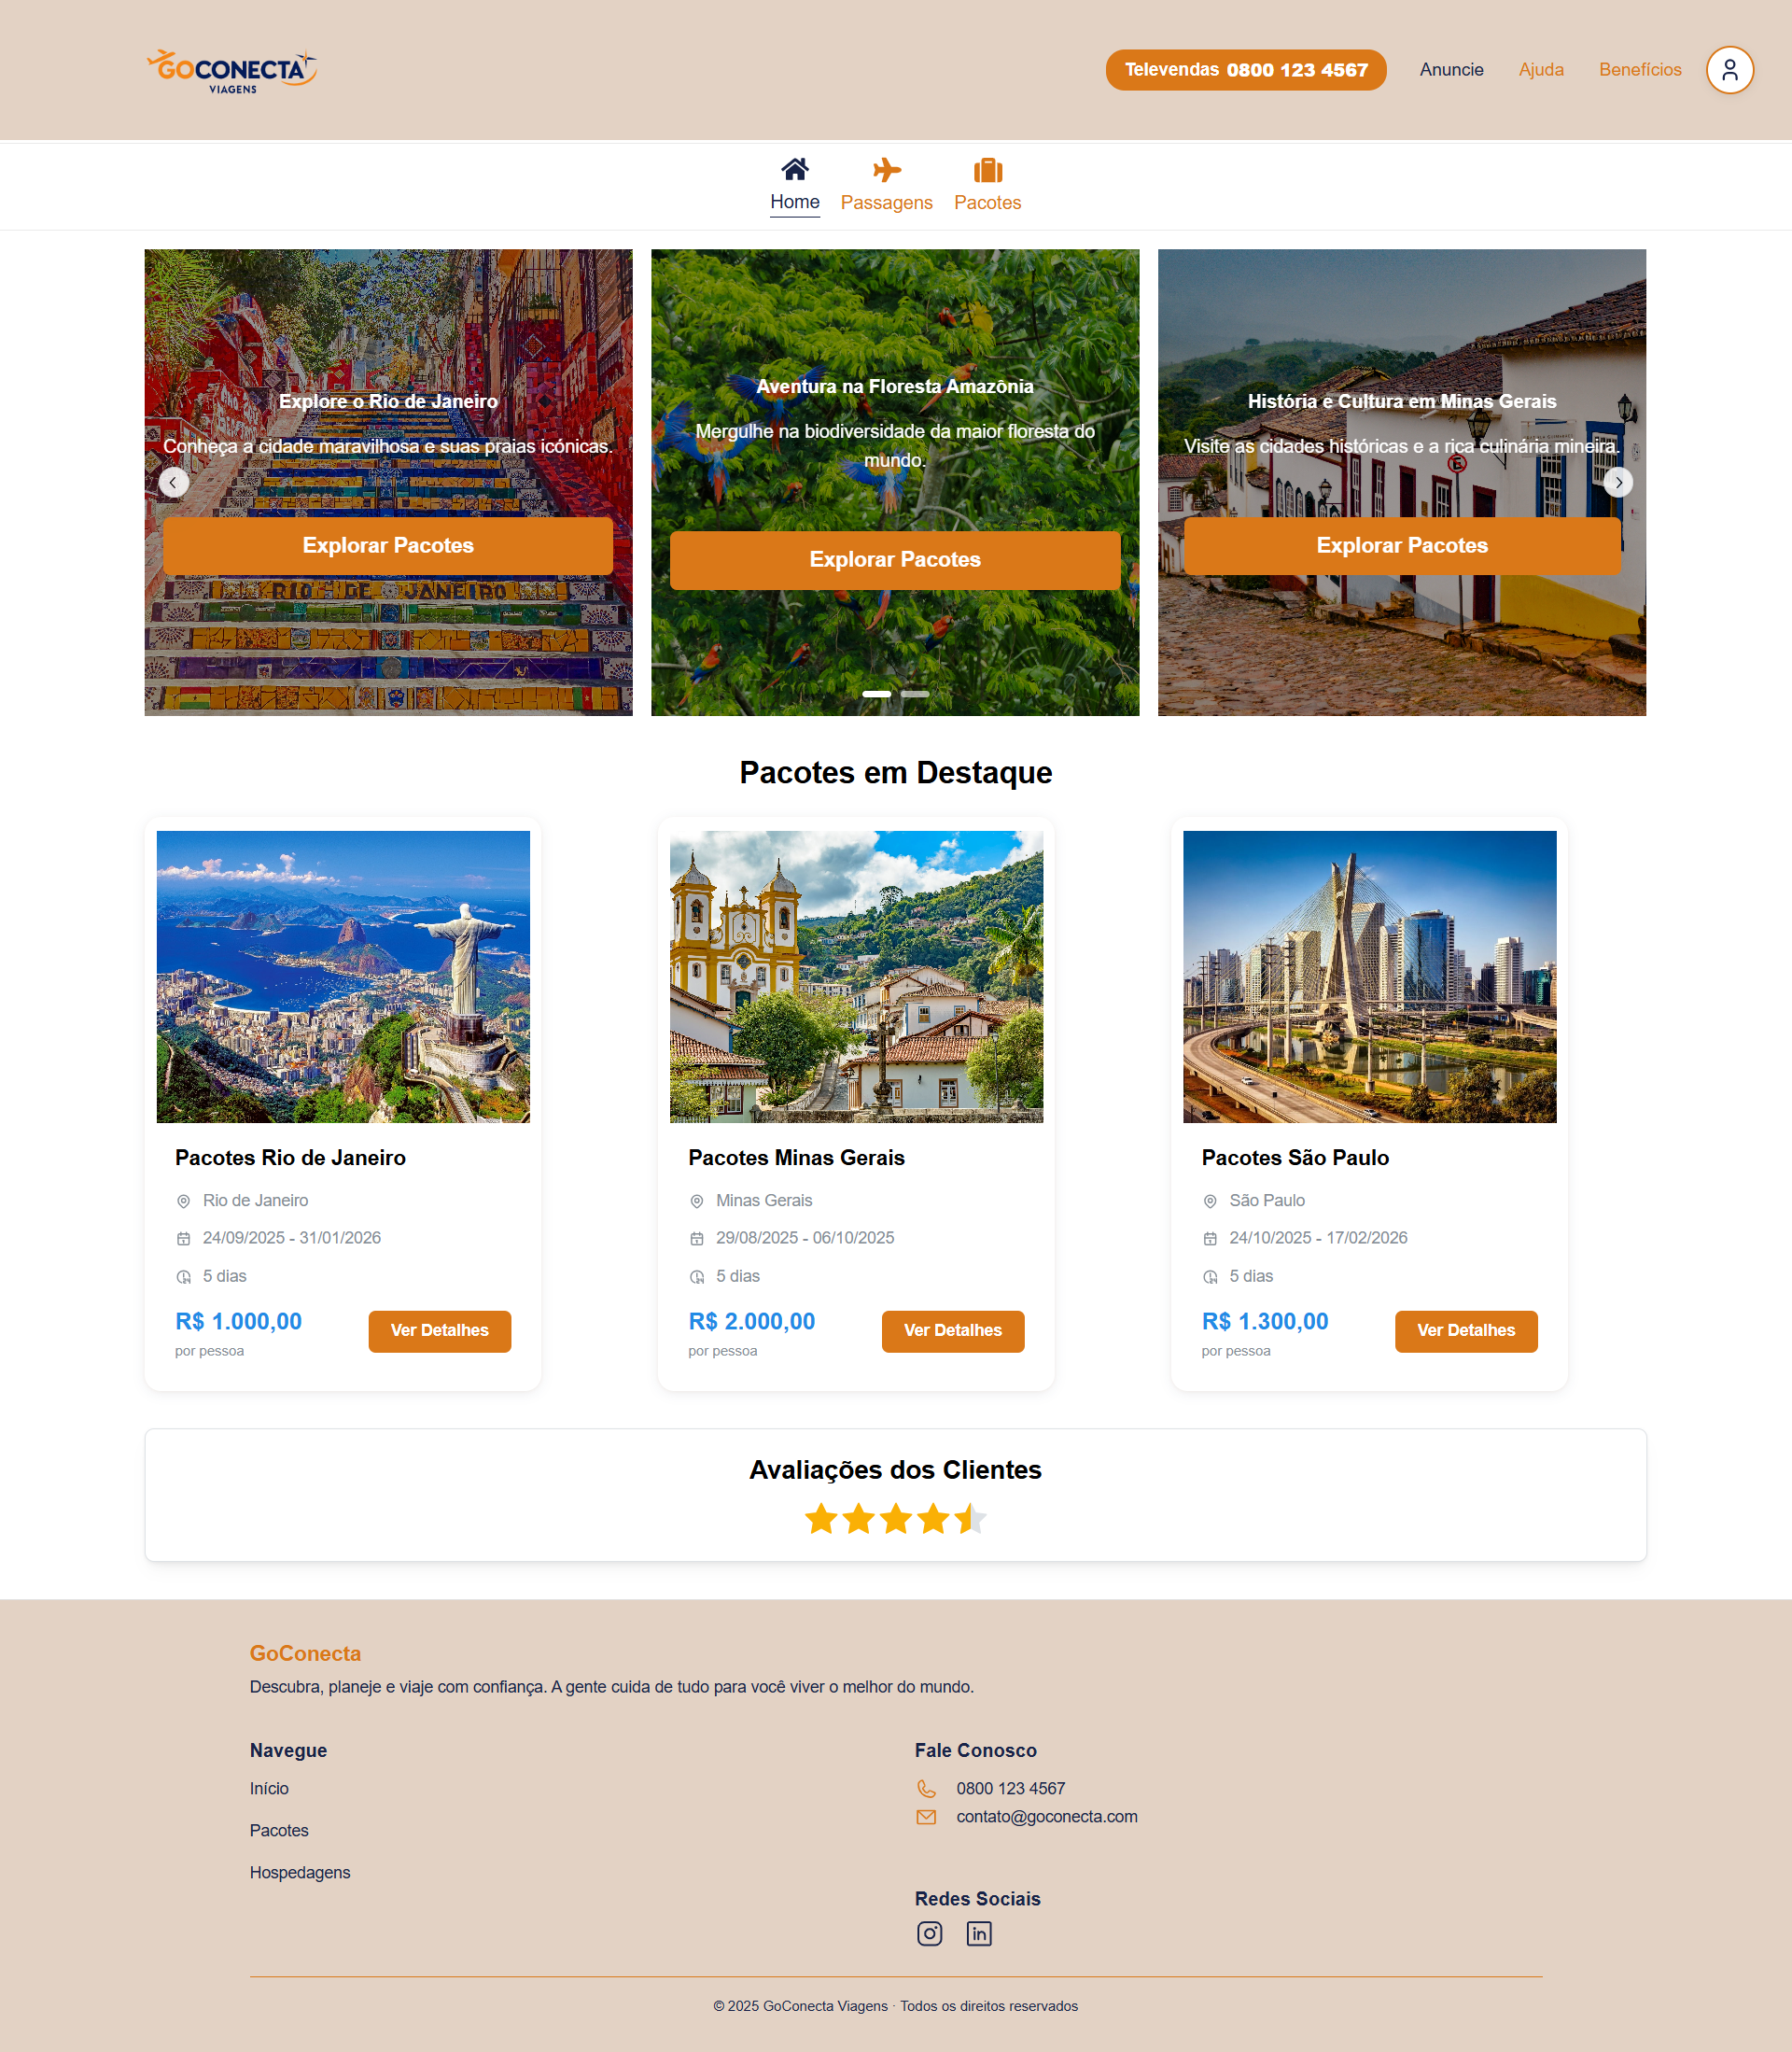 GOCONECTA
VIAGENS
Televendas 0800 123 4567
Anuncie
Ajuda
Benefícios
Home
Passagens
Pacotes
Explore o Rio de Janeiro
Conheça a cidade maravilhosa e suas praias icónicas.
Explorar Pacotes
RIO DE JANEIRO
Aventura na Floresta Amazônia
Mergulhe na biodiversidade da maior floresta do
mundo.
Explorar Pacotes
História e Cultura em Minas Gerais
Visite as cidades históricas e a rica culinária mineira.
E
Explorar Pacotes
Pacotes em Destaque
Pacotes Rio de Janeiro
Rio de Janeiro
24/09/2025 - 31/01/2026
5 dias
R$ 1.000,00
por pessoa
Ver Detalhes
Pacotes Minas Gerais
Minas Gerais
29/08/2025 - 06/10/2025
5 dias
R$ 2.000,00
por pessoa
Ver Detalhes
Pacotes São Paulo
São Paulo
24/10/2025 - 17/02/2026
5 dias
R$ 1.300,00
por pessoa
Ver Detalhes
Avaliações dos Clientes
GoConecta
Descubra, planeje e viaje com confiança. A gente cuida de tudo para você viver o melhor do mundo.
Navegue
Início
Pacotes
Hospedagens
Fale Conosco
0800 123 4567
contato@goconecta.com
Redes Sociais
© 2025 GoConecta Viagens · Todos os direitos reservados